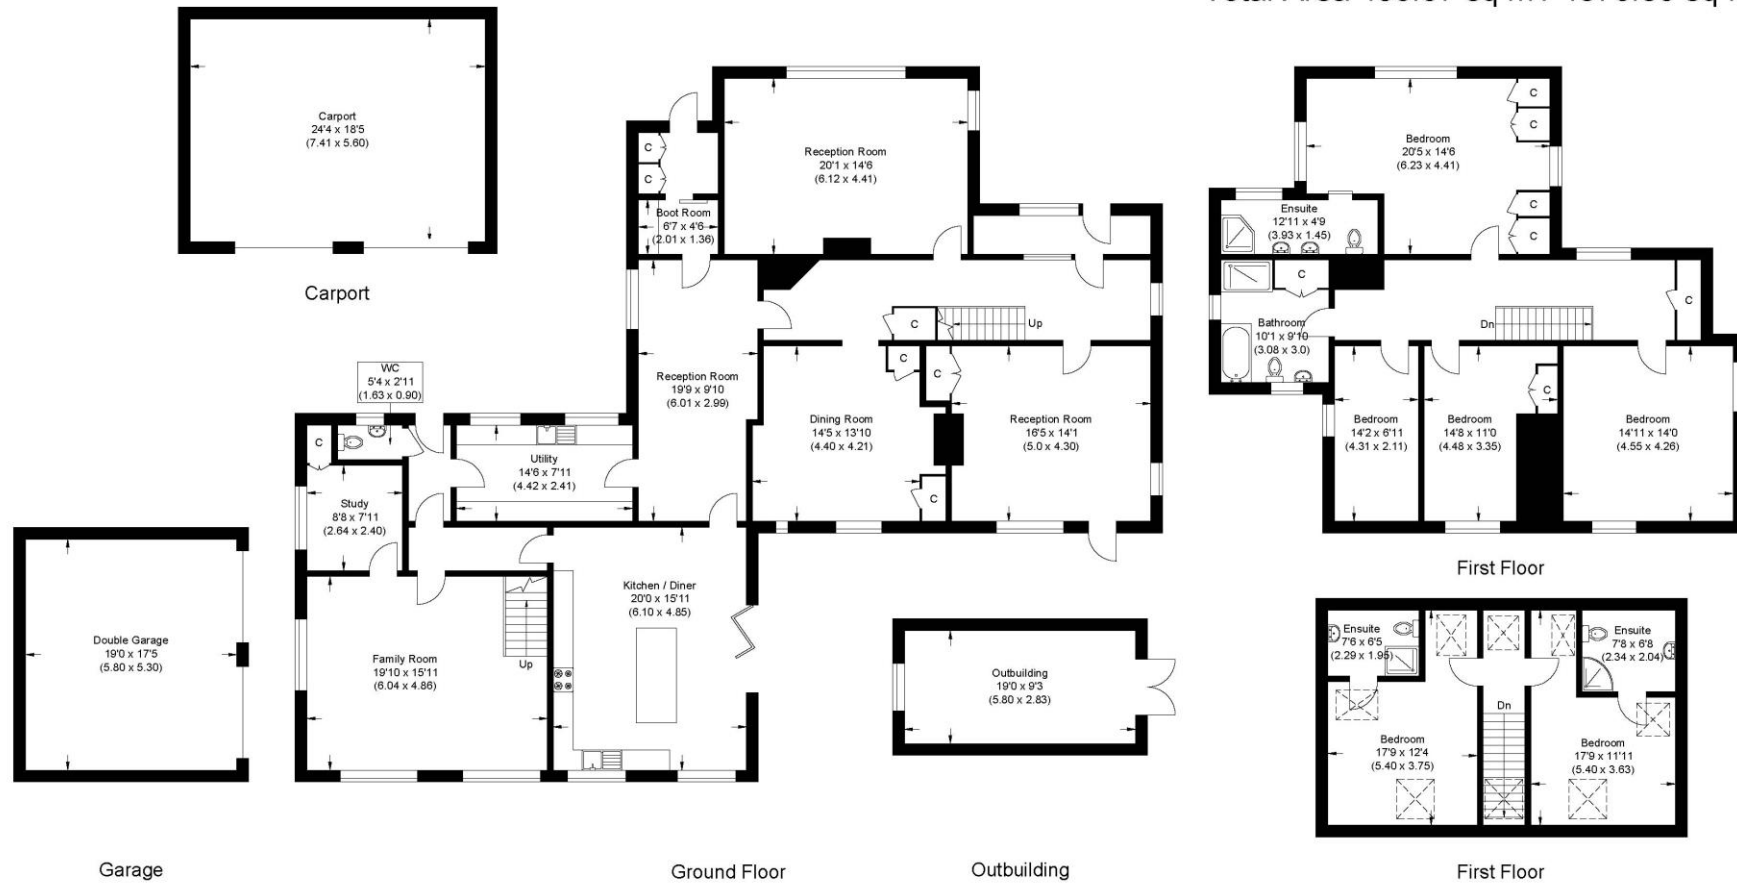 Carport
24'4 x 18'5
(7.41 x 5.60)
Carport
Reception Room
20'1 x 14'6
(6.12 x 4.41)
C
C
Boot Room
6'7 x 4'6
(2.01 x 1.36)
Reception Room
19'9 x 9'10
(6.01 x 2.99)
C
Up
C
C
C
Dining Room
14'5 x 13'10
(4.40 x 4.21)
Reception Room
16'5 x 14'1
(5.0 x 4.30)
WC
5'4 x 2'11
(1.63 x 0.90)
C
Utility
14'6 x 7'11
(4.42 x 2.41)
Study
8'8 x 7'11
(2.64 x 2.40)
Kitchen / Diner
20'0 x 15'11
(6.10 x 4.85)
Family Room
19'10 x 15'11
(6.04 x 4.86)
Up
Double Garage
19'0 x 17'5
(5.80 x 5.30)
Garage
Ground Floor
Outbuilding
19'0 x 9'3
(5.80 x 2.83)
Outbuilding
Bedroom
20'5 x 14'6
(6.23 x 4.41)
C
C
C
C
Ensuite
12'11 x 4'9
(3.93 x 1.45)
C
C
Dn
Bathroom
10'1 x 9'10
(3.08 x 3.0)
Bedroom
14'2 x 6'11
(4.31 x 2.11)
Bedroom
14'8 x 11'0
(4.48 x 3.35)
C
Bedroom
14'11 x 14'0
(4.55 x 4.26)
First Floor
Ensuite
7'6 x 6'5
(2.29 x 1.95)
Ensuite
7'8 x 6'8
(2.34 x 2.04)
Dn
Bedroom
17'9 x 12'4
(5.40 x 3.75)
Bedroom
17'9 x 11'11
(5.40 x 3.63)
First Floor